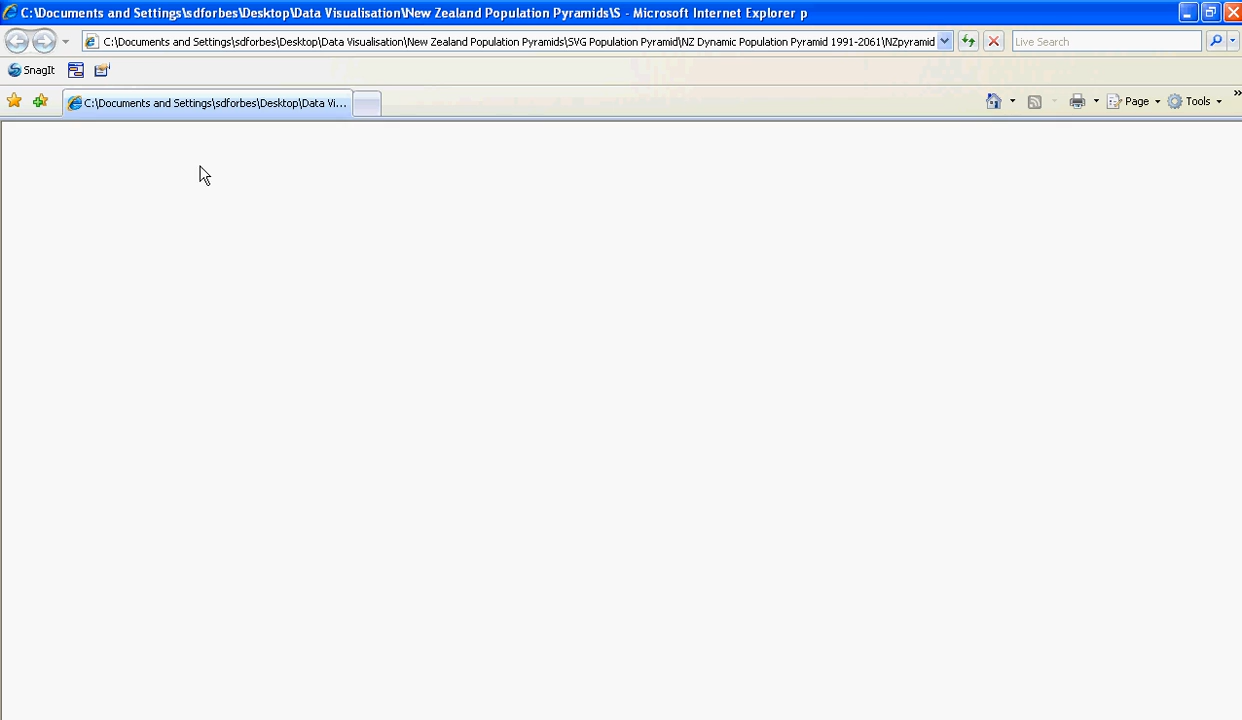 C:\Documents and Settings\sdforbes\Desktop\Data Visualisation\New Zealand Population Pyramids\S - Microsoft Internet Explorer p
C:\Documents and Settings\sdforbes\Desktop\Data Visualisation\New Zealand Population Pyramids\SVG Population Pyramid\NZ Dynamic Population Pyramid 1991-2061\NZpyramid
Live Search
SnagIt
C:\Documents and Settings\sdforbes\Desktop\Data Vi...
Page
Tools